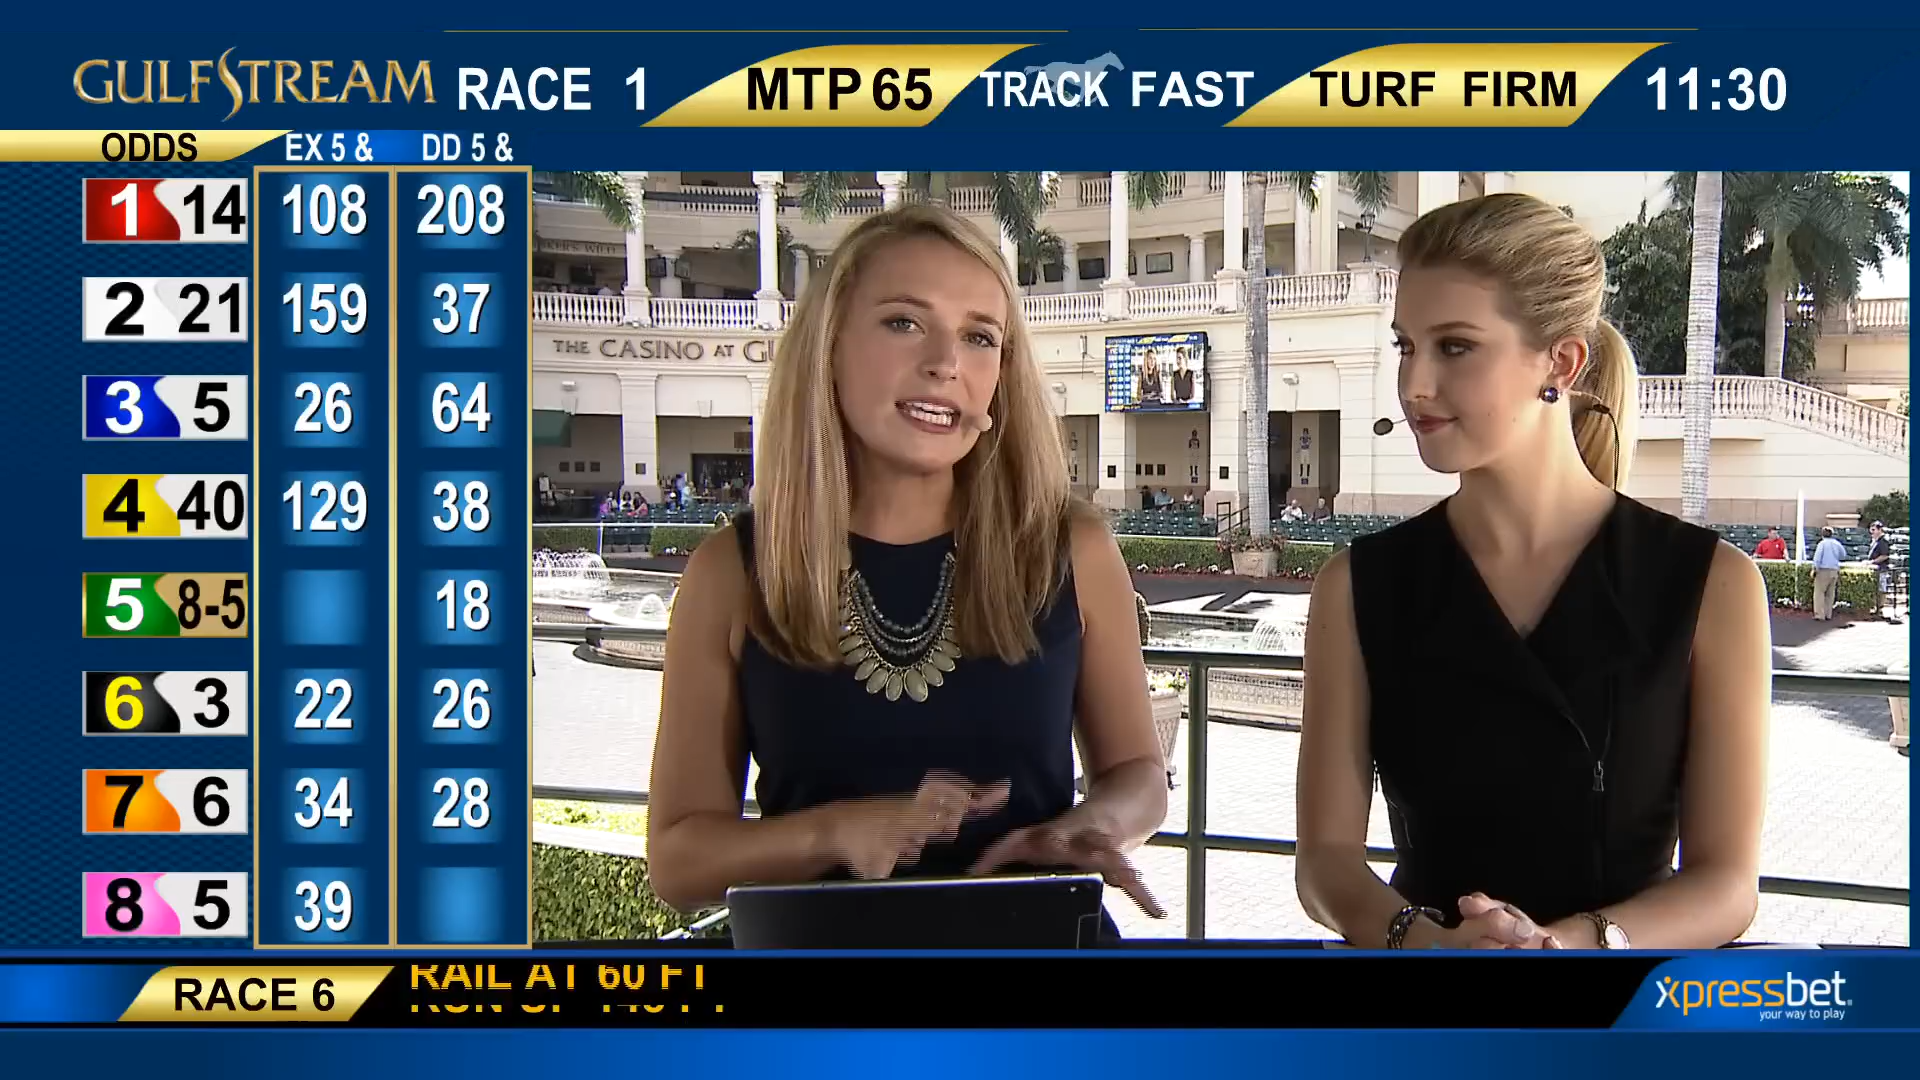 GULFSTREAM RACE 1 MTP 65 TRACK FAST TURF FIRM 11:30
ODDS EX 5 & DD 5 &
1 14 108 208
2 21 159 37
3 5 26 64
4 40 129 38
5 8-5 18
6 3 22 26
7 6 34 28
8 5 39
THE CASINO AT GU
RACE 6
RAIL AT 60 FT
xpressbet.
your way to play